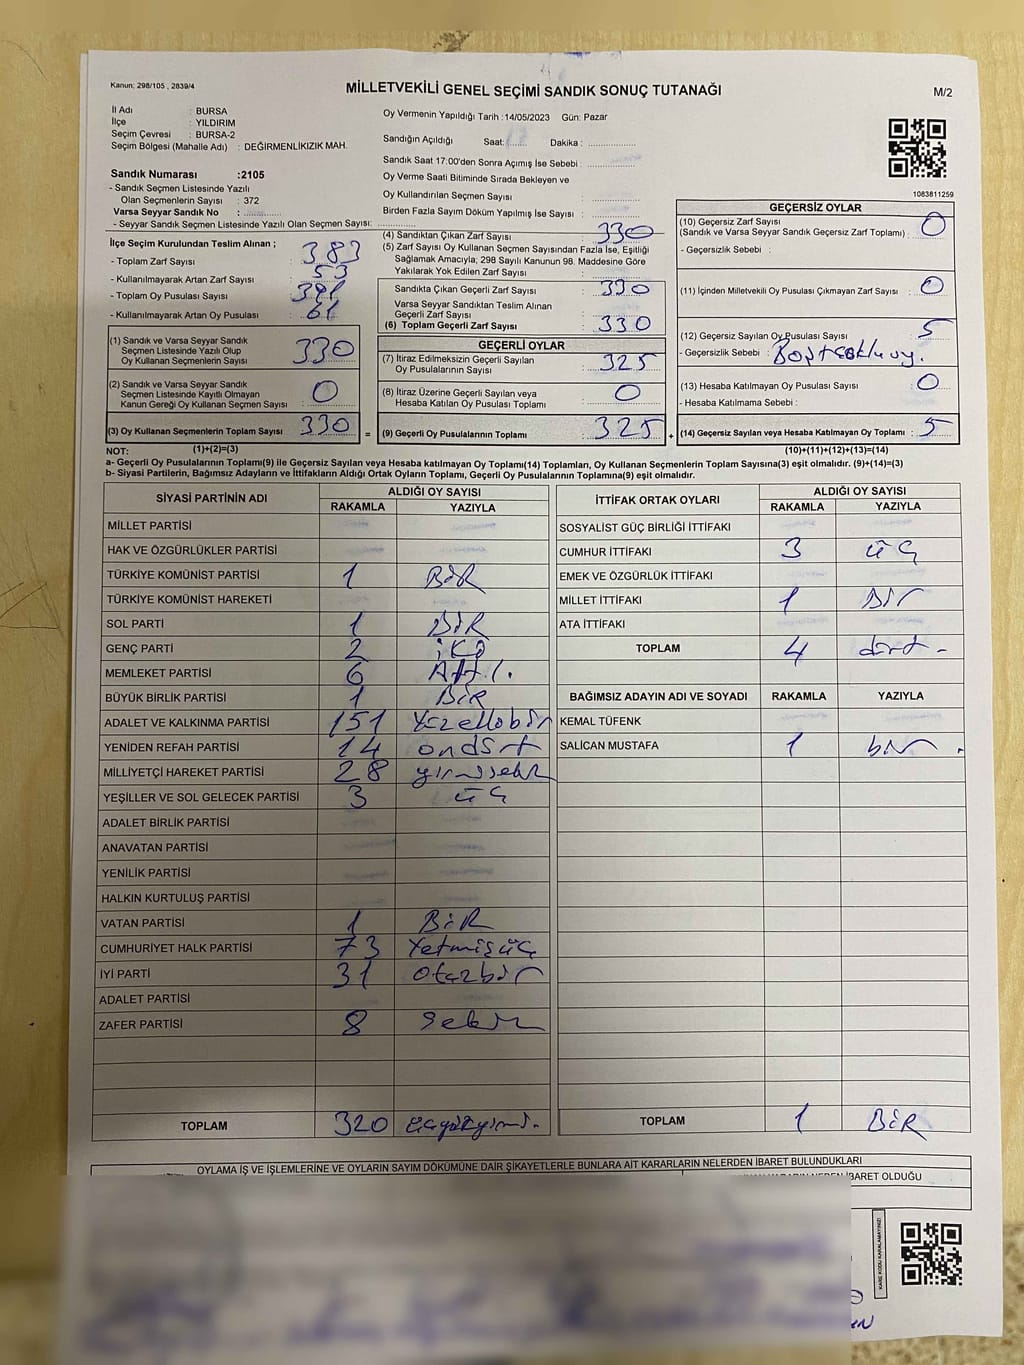 Kanun: 298/105 , 2839/4
MİLLETVEKİLİ GENEL SEÇİMİ SANDIK SONUÇ TUTANAĞI
M/2
İl Adı : BURSA
İlçe : YILDIRIM
Seçim Çevresi : BURSA-2
Seçim Bölgesi (Mahalle Adı) : DEĞİRMENLİKIZIK MAH.
Sandık Numarası :2105
- Sandık Seçmen Listesinde Yazılı
Olan Seçmenlerin Sayısı : 372
Varsa Seyyar Sandık No :
- Seyyar Sandık Seçmen Listesinde Yazılı Olan Seçmen Sayısı:
Oy Vermenin Yapıldığı Tarih :14/05/2023 Gün: Pazar
Sandığın Açıldığı Saat: Dakika :
Sandık Saat 17:00'den Sonra Açımış İse Sebebi :
Oy Verme Saati Bitiminde Sırada Bekleyen ve
Oy Kullandırılan Seçmen Sayısı :
Birden Fazla Sayım Döküm Yapılmış İse Sayısı :
1083811259
İlçe Seçim Kurulundan Teslim Alınan ;
- Toplam Zarf Sayısı : 383
- Kullanılmayarak Artan Zarf Sayısı : 53
- Toplam Oy Pusulası Sayısı : 391
- Kullanılmayarak Artan Oy Pusulası : 61
(1) Sandık ve Varsa Seyyar Sandık
Seçmen Listesinde Yazılı Olup
Oy Kullanan Seçmenlerin Sayısı : 330
(2) Sandık ve Varsa Seyyar Sandık
Seçmen Listesinde Kayıtlı Olmayan
Kanun Gereği Oy Kullanan Seçmen Sayısı : 0
(3) Oy Kullanan Seçmenlerin Toplam Sayısı : 330
(1)+(2)=(3)
(4) Sandıktan Çıkan Zarf Sayısı : 330
(5) Zarf Sayısı Oy Kullanan Seçmen Sayısından Fazla İse, Eşitliği
Sağlamak Amacıyla; 298 Sayılı Kanunun 98. Maddesine Göre
Yakılarak Yok Edilen Zarf Sayısı :
Sandıkta Çıkan Geçerli Zarf Sayısı : 330
Varsa Seyyar Sandıktan Teslim Alınan
Geçerli Zarf Sayısı :
(6) Toplam Geçerli Zarf Sayısı : 330
GEÇERLİ OYLAR
(7) İtiraz Edilmeksizin Geçerli Sayılan
Oy Pusulalarının Sayısı : 325
(8) İtiraz Üzerine Geçerli Sayılan veya
Hesaba Katılan Oy Pusulası Toplamı : 0
= (9) Geçerli Oy Pusulalarının Toplamı : 325
GEÇERSİZ OYLAR
(10) Geçersiz Zarf Sayısı
(Sandık ve Varsa Seyyar Sandık Geçersiz Zarf Toplamı) : 0
- Geçersizlik Sebebi :
(11) İçinden Milletvekili Oy Pusulası Çıkmayan Zarf Sayısı : 0
(12) Geçersiz Sayılan Oy Pusulası Sayısı : 5
- Geçersizlik Sebebi :
(13) Hesaba Katılmayan Oy Pusulası Sayısı : 0
- Hesaba Katılmama Sebebi :
+ (14) Geçersiz Sayılan veya Hesaba Katılmayan Oy Toplamı : 5
(10)+(11)+(12)+(13)=(14)
NOT:
a- Geçerli Oy Pusulalarının Toplamı(9) ile Geçersiz Sayılan veya Hesaba katılmayan Oy Toplamı(14) Toplamları, Oy Kullanan Seçmenlerin Toplam Sayısına(3) eşit olmalıdır. (9)+(14)=(3)
b- Siyasi Partilerin, Bağımsız Adayların ve İttifakların Aldığı Ortak Oyların Toplamı, Geçerli Oy Pusulalarının Toplamına(9) eşit olmalıdır.
SİYASİ PARTİNİN ADI ALDIĞI OY SAYISI
RAKAMLA YAZIYLA
MİLLET PARTİSİ
HAK VE ÖZGÜRLÜKLER PARTİSİ
TÜRKİYE KOMÜNİST PARTİSİ 1 BİR
TÜRKİYE KOMÜNİST HAREKETİ
SOL PARTİ 1 BİR
GENÇ PARTİ 2 iki
MEMLEKET PARTİSİ 6 Altı.
BÜYÜK BİRLİK PARTİSİ 1 BİR
ADALET VE KALKINMA PARTİSİ 151 Yüzellobir
YENİDEN REFAH PARTİSİ 14 ondört
MİLLİYETÇİ HAREKET PARTİSİ 28
YEŞİLLER VE SOL GELECEK PARTİSİ 3 üç
ADALET BİRLİK PARTİSİ
ANAVATAN PARTİSİ
YENİLİK PARTİSİ
HALKIN KURTULUŞ PARTİSİ
VATAN PARTİSİ 1 BİR
CUMHURİYET HALK PARTİSİ 73 Yetmişüç
İYİ PARTİ 31 otuzbir
ADALET PARTİSİ
ZAFER PARTİSİ 8 Sekiz
TOPLAM 320 üçyüzyirmi.
İTTİFAK ORTAK OYLARI ALDIĞI OY SAYISI
RAKAMLA YAZIYLA
SOSYALİST GÜÇ BİRLİĞİ İTTİFAKI
CUMHUR İTTİFAKI 3 üç
EMEK VE ÖZGÜRLÜK İTTİFAKI
MİLLET İTTİFAKI 1 Bir
ATA İTTİFAKI
TOPLAM 4 dört -
BAĞIMSIZ ADAYIN ADI VE SOYADI RAKAMLA YAZIYLA
KEMAL TÜFENK
SALİCAN MUSTAFA 1 bir .
TOPLAM 1 BİR
OYLAMA İŞ VE İŞLEMLERİNE VE OYLARIN SAYIM DÖKÜMÜNE DAİR ŞİKAYETLERLE BUNLARA AİT KARARLARIN NELERDEN İBARET BULUNDUKLARI
NEDEN İBARET OLDUĞU
KARE KODU KARALAMAYINIZ!